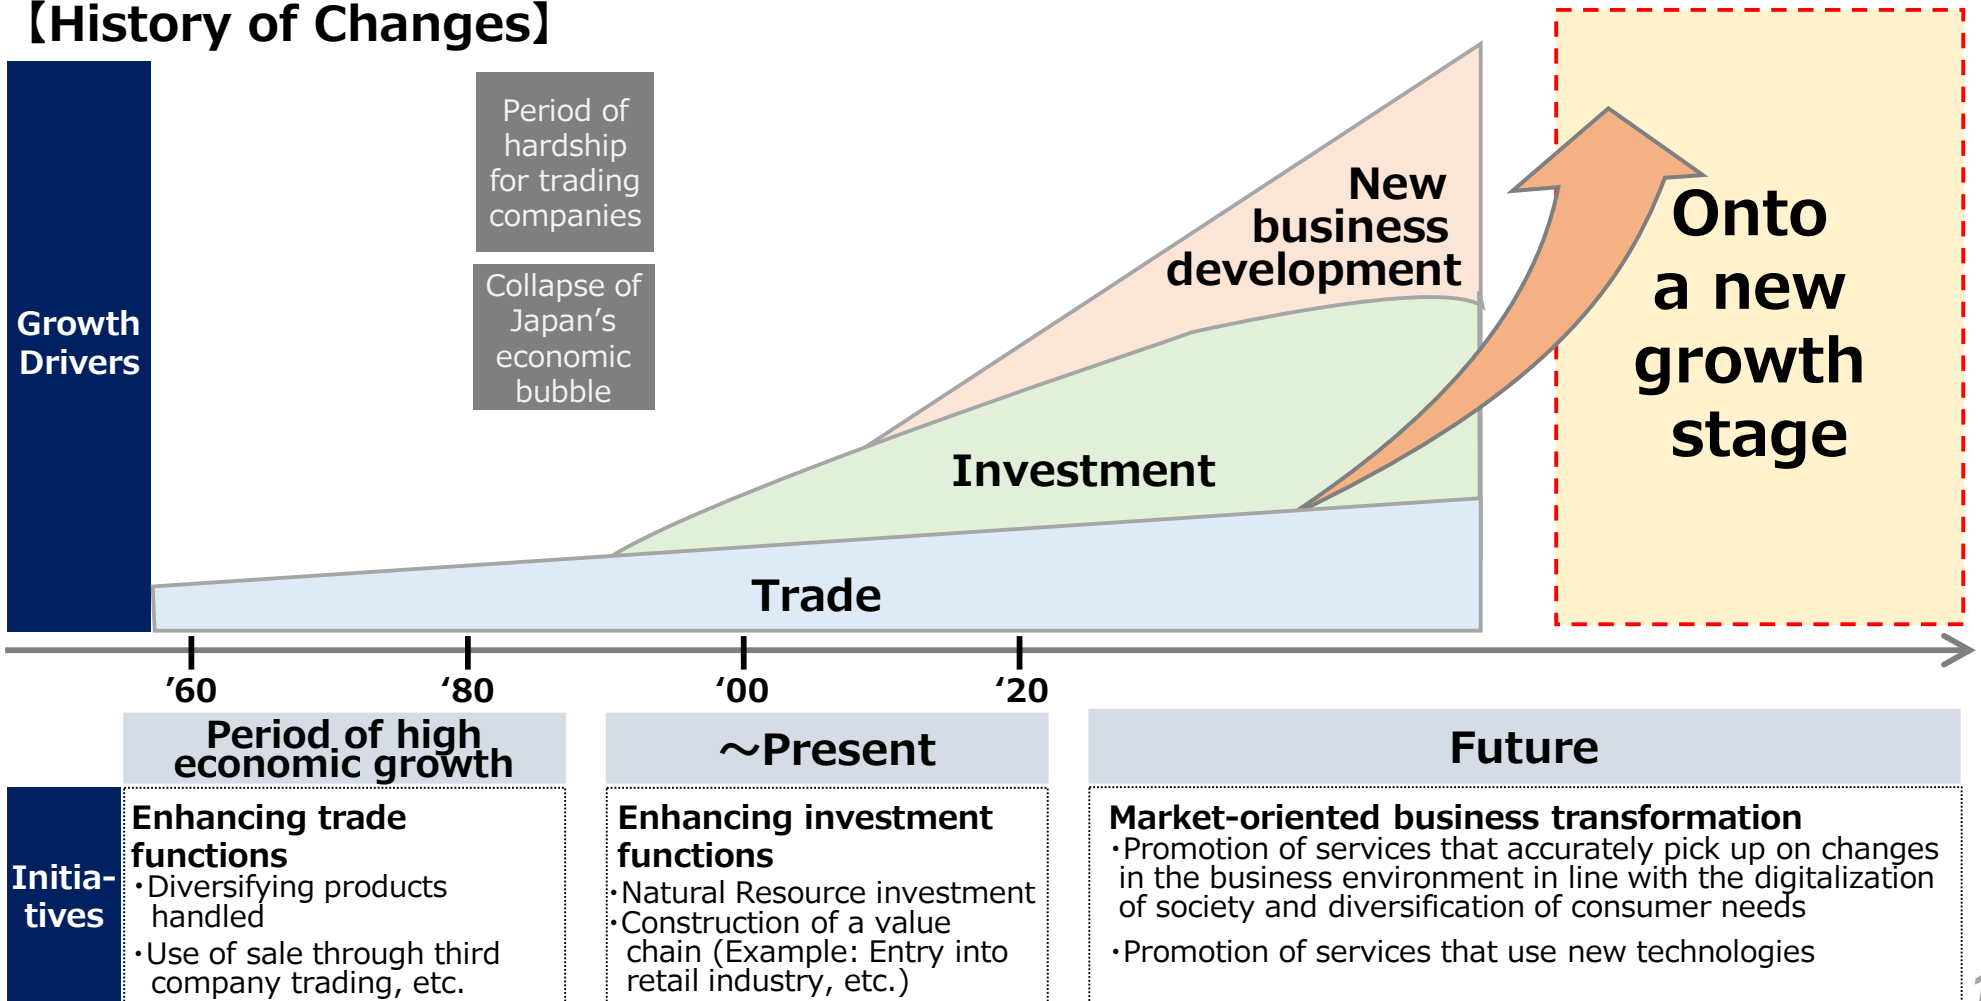 【History of Changes】
Period of
hardship
for trading
companies
Collapse of
Japan’s
economic
bubble
Growth
Drivers
New
business
development
Investment
Trade
Onto
a new
growth
stage
’60
‘80
‘00
‘20
Period of high
economic growth
～Present
Future
Initia-
tives
Enhancing trade
functions
・Diversifying products
handled
・Use of sale through third
company trading, etc.
Enhancing investment
functions
・Natural Resource investment
・Construction of a value
chain (Example: Entry into
retail industry, etc.)
Market-oriented business transformation
・Promotion of services that accurately pick up on changes
in the business environment in line with the digitalization
of society and diversification of consumer needs
・Promotion of services that use new technologies